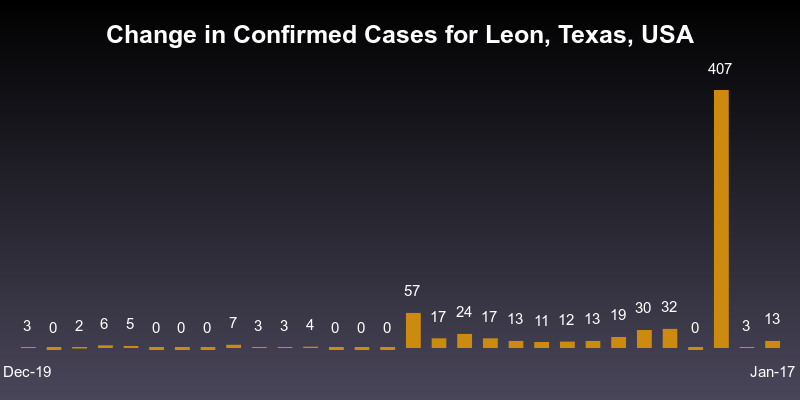 Change in Confirmed Cases for Leon, Texas, USA
407
57
3 0 2 6 5 0 0 0 7 3 3 4 0 0 0 17 24 17 13 11 12 13 19 30 32 0 3 13
Dec-19 Jan-17